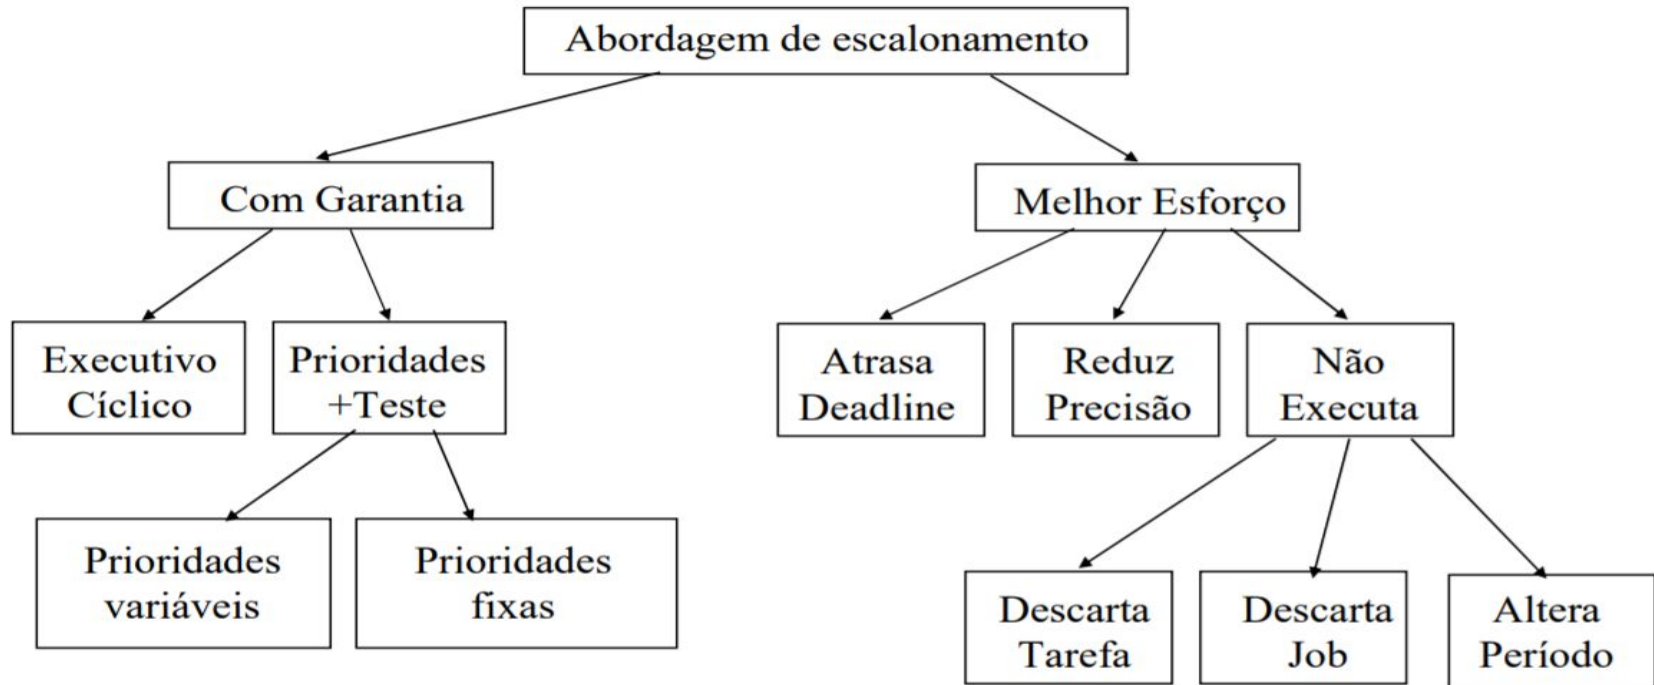 Abordagem de escalonamento
Com Garantia
Melhor Esforço
Executivo
Cíclico
Prioridades
+Teste
Atrasa
Deadline
Reduz
Precisão
Não
Executa
Prioridades
variáveis
Prioridades
fixas
Descarta
Tarefa
Descarta
Job
Altera
Período